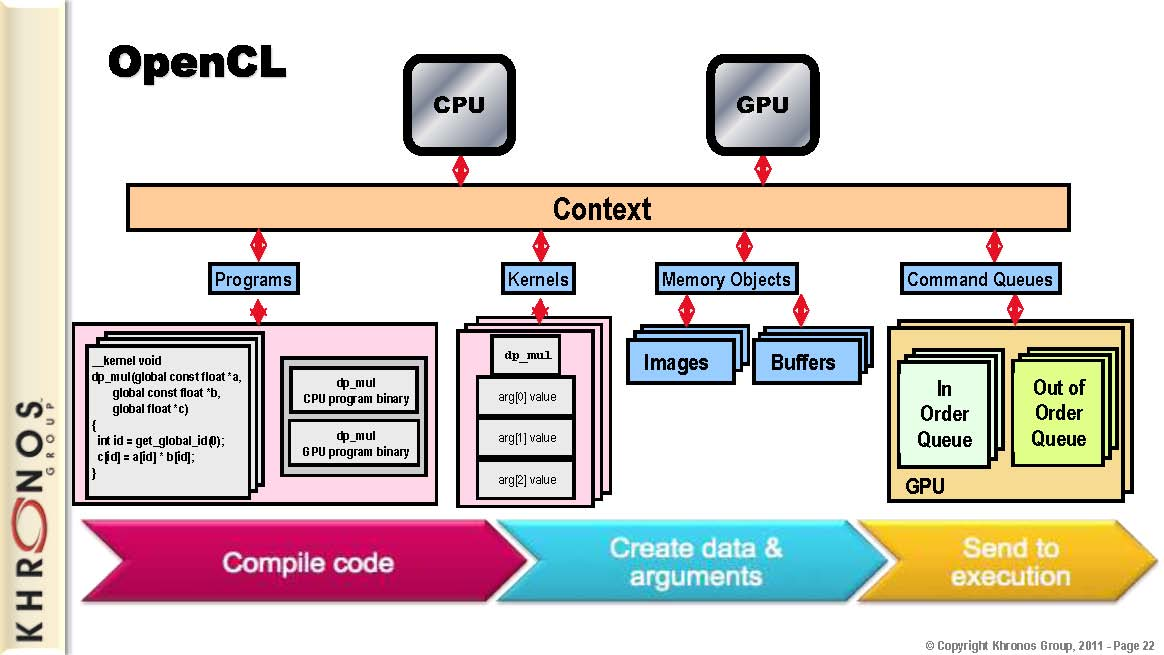 OpenCL
CPU
GPU
Context
Programs
Kernels
Memory Objects
Command Queues
__kernel void
dp_mul(global const float *a,
global const float *b,
global float *c)
{
int id = get_global_id(0);
c[id] = a[id] * b[id];
}
dp_mul
CPU program binary
dp_mul
GPU program binary
dp_mul
arg[0] value
arg[1] value
arg[2] value
Images
Buffers
In
Order
Queue
Out of
Order
Queue
GPU
Compile code
Create data &
arguments
Send to
execution
KHRONOS
GROUP
© Copyright Khronos Group, 2011 - Page 22